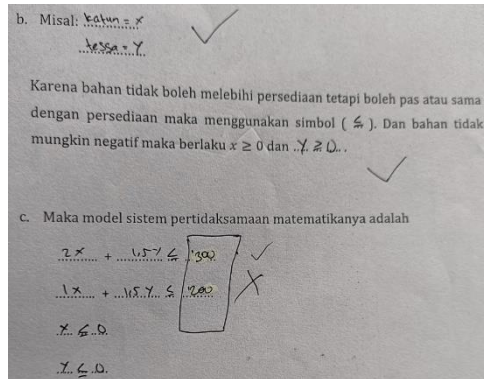 b. Misal: katun = x
tessa = Y
Karena bahan tidak boleh melebihi persediaan tetapi boleh pas atau sama
dengan persediaan maka menggunakan simbol ( ≤ ). Dan bahan tidak
mungkin negatif maka berlaku x ≥ 0 dan ..Y ≥ 0...
c. Maka model sistem pertidaksamaan matematikanya adalah
2x + 1,5Y ≤ 300
1x + 1,5Y ≤ 200
x ≤ 0
Y ≤ 0.